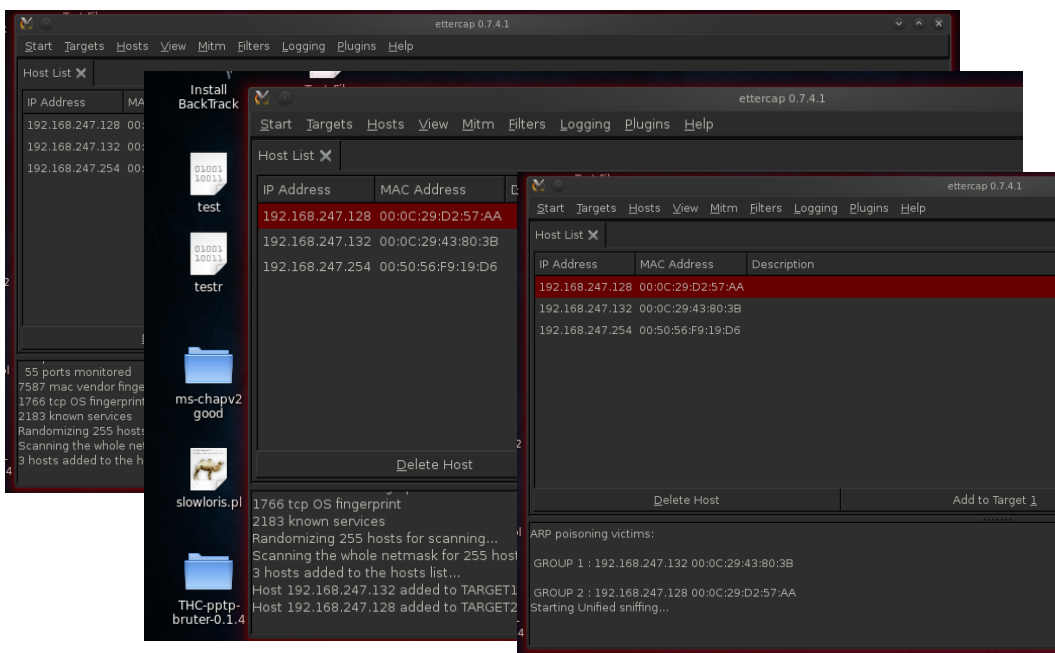 ettercap 0.7.4.1
Start Targets Hosts View Mitm Filters Logging Plugins Help
Host List
IP Address MA
192.168.247.128 00:
192.168.247.132 00:
192.168.247.254 00:
55 ports monitored
7587 mac vendor finge
1766 tcp OS fingerprint
2183 known services
Randomizing 255 hosts
Scanning the whole net
3 hosts added to the h
Install
BackTrack
01001
10011
test
01001
10011
testr
ms-chapv2
good
slowloris.pl
THC-pptp-
bruter-0.1.4
ettercap 0.7.4.1
Start Targets Hosts View Mitm Filters Logging Plugins Help
Host List
IP Address MAC Address
192.168.247.128 00:0C:29:D2:57:AA
192.168.247.132 00:0C:29:43:80:3B
192.168.247.254 00:50:56:F9:19:D6
Delete Host
1766 tcp OS fingerprint
2183 known services
Randomizing 255 hosts for scanning...
Scanning the whole netmask for 255 host
3 hosts added to the hosts list...
Host 192.168.247.132 added to TARGET1
Host 192.168.247.128 added to TARGET2
ettercap 0.7.4.1
Start Targets Hosts View Mitm Filters Logging Plugins Help
Host List
IP Address MAC Address Description
192.168.247.128 00:0C:29:D2:57:AA
192.168.247.132 00:0C:29:43:80:3B
192.168.247.254 00:50:56:F9:19:D6
Delete Host Add to Target 1
ARP poisoning victims:
GROUP 1 : 192.168.247.132 00:0C:29:43:80:3B
GROUP 2 : 192.168.247.128 00:0C:29:D2:57:AA
Starting Unified sniffing...